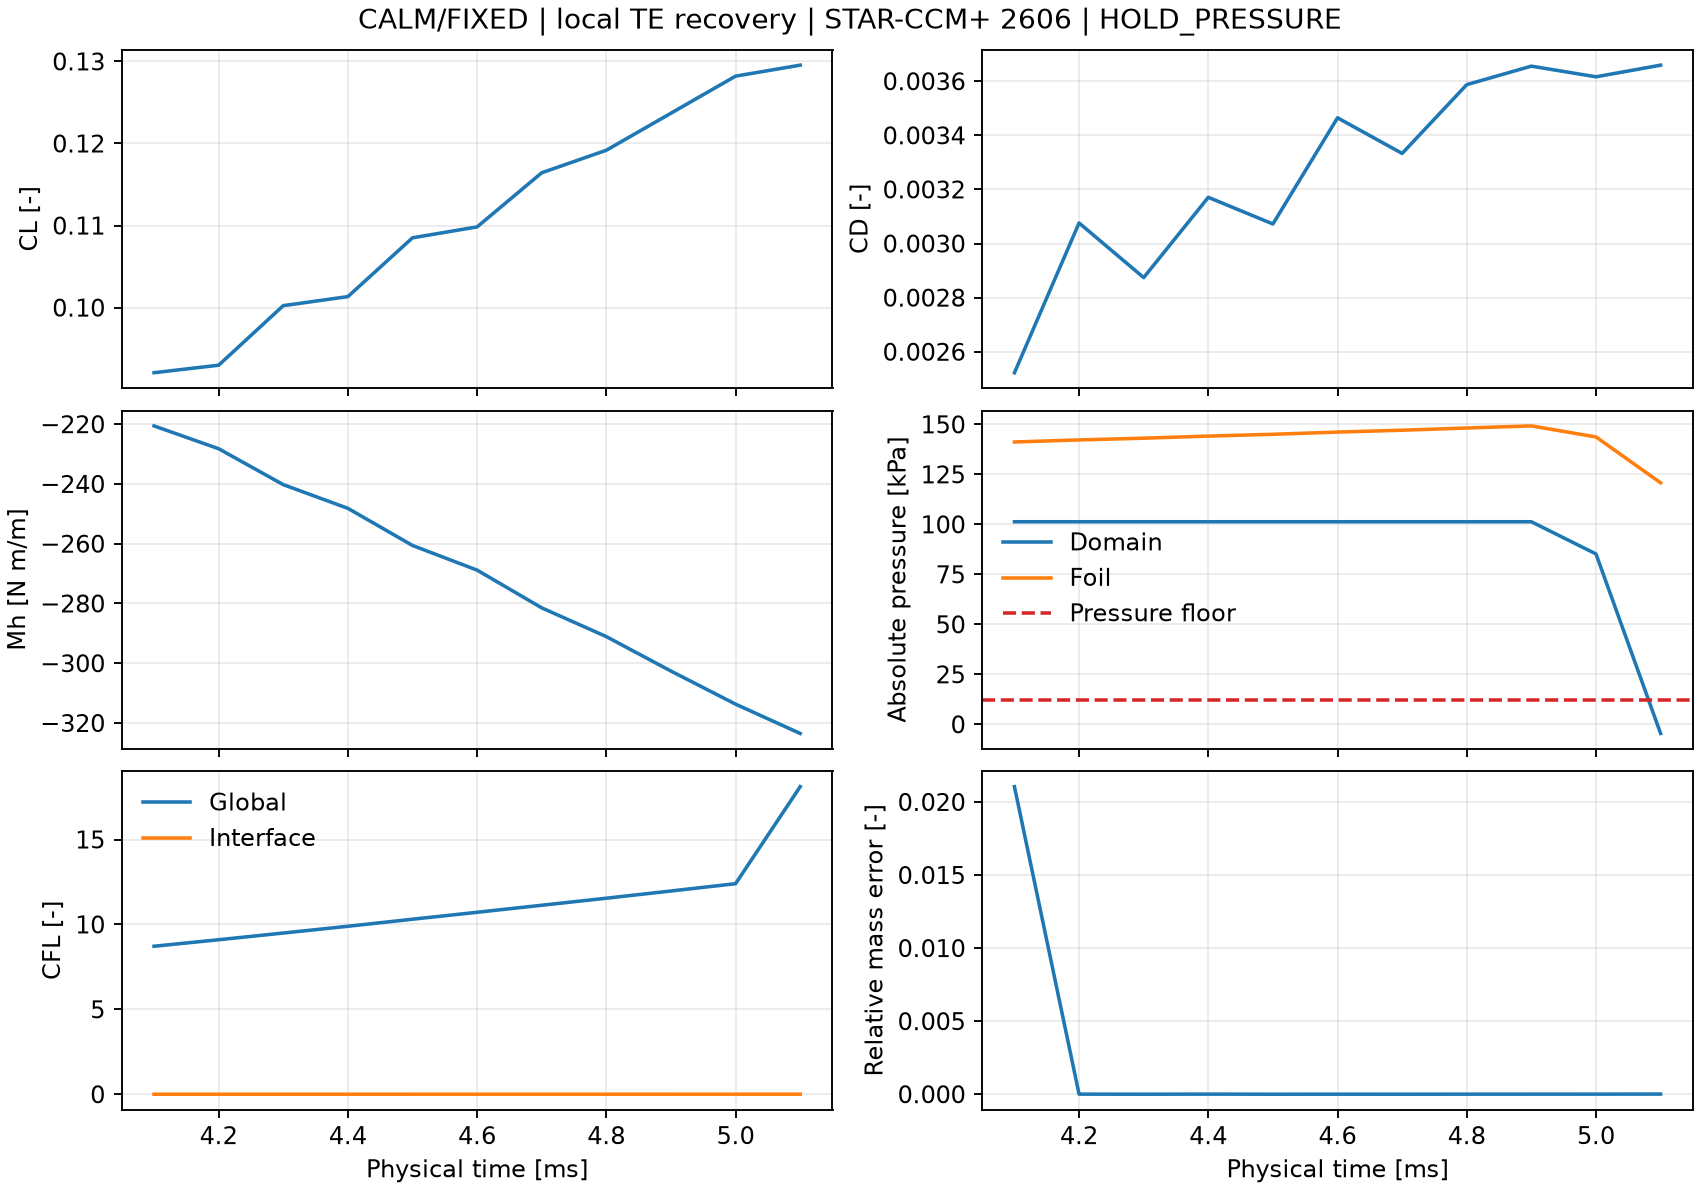 CALM/FIXED | local TE recovery | STAR-CCM+ 2606 | HOLD_PRESSURE
CL [-]
0.13
0.12
0.11
0.10
CD [-]
0.0036
0.0034
0.0032
0.0030
0.0028
0.0026
Mh [N m/m]
−220
−240
−260
−280
−300
−320
Absolute pressure [kPa]
150
125
100
75
50
25
0
Domain
Foil
Pressure floor
CFL [-]
15
10
5
0
Global
Interface
4.2 4.4 4.6 4.8 5.0
Physical time [ms]
Relative mass error [-]
0.020
0.015
0.010
0.005
0.000
4.2 4.4 4.6 4.8 5.0
Physical time [ms]